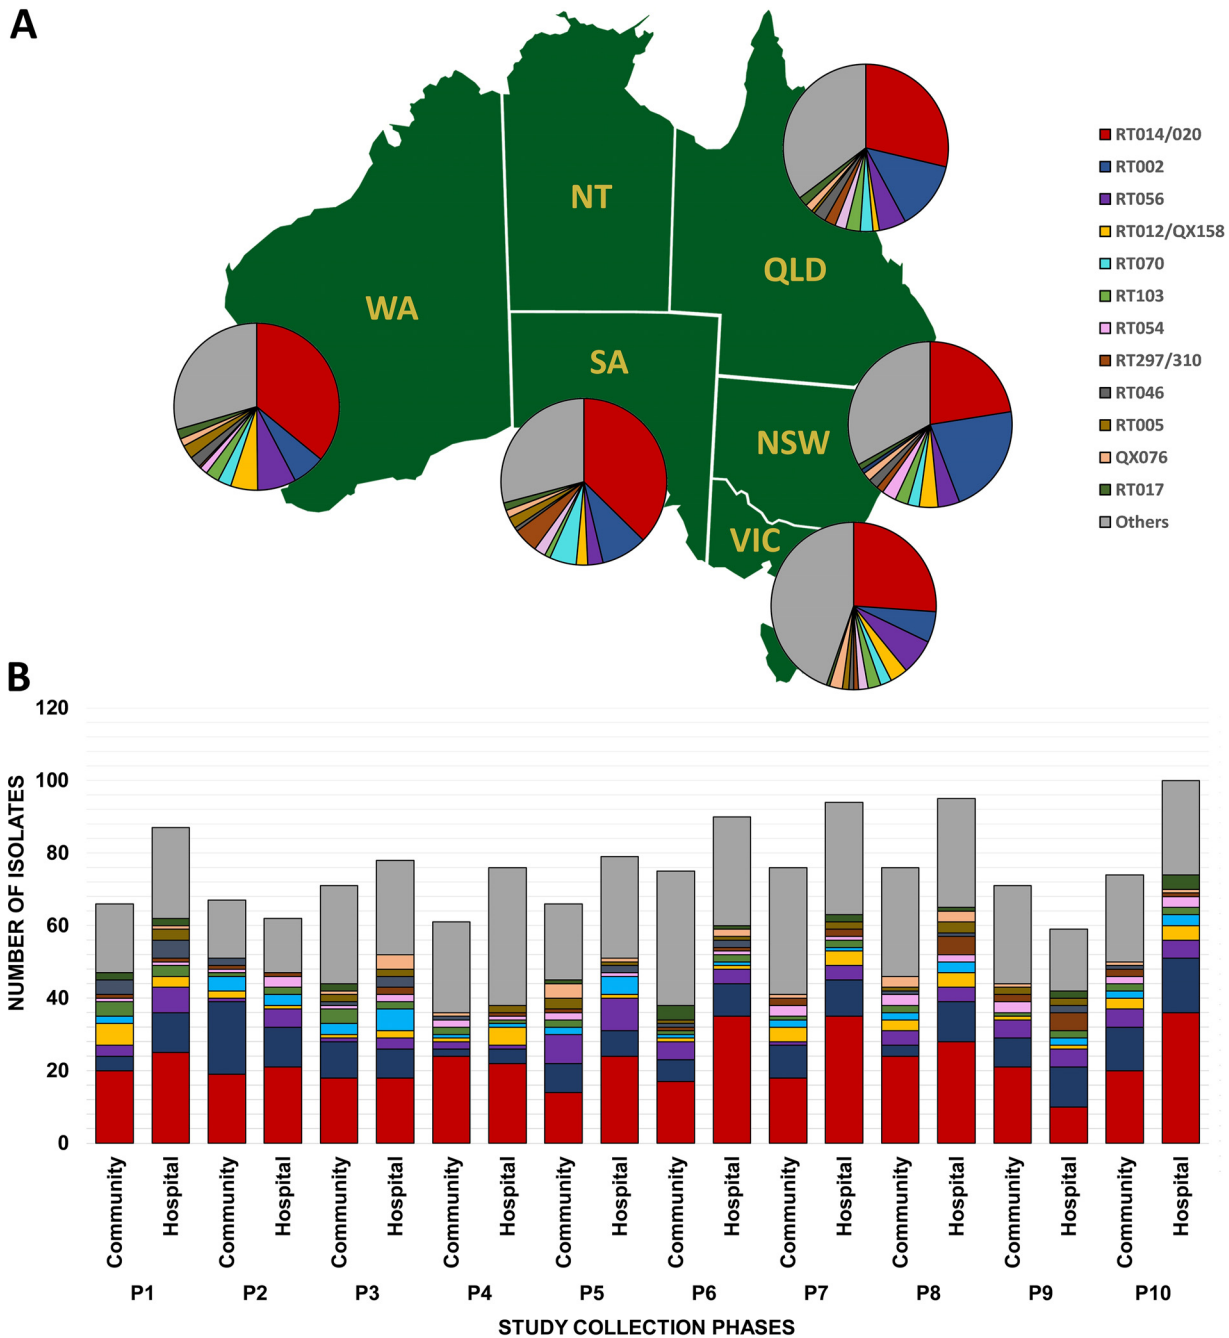 A
NT
QLD
WA
SA
NSW
VIC
RT014/020
RT002
RT056
RT012/QX158
RT070
RT103
RT054
RT297/310
RT046
RT005
QX076
RT017
Others
B
NUMBER OF ISOLATES
120
100
80
60
40
20
0
Community Hospital Community Hospital Community Hospital Community Hospital Community Hospital Community Hospital Community Hospital Community Hospital Community Hospital Community Hospital
P1 P2 P3 P4 P5 P6 P7 P8 P9 P10
STUDY COLLECTION PHASES